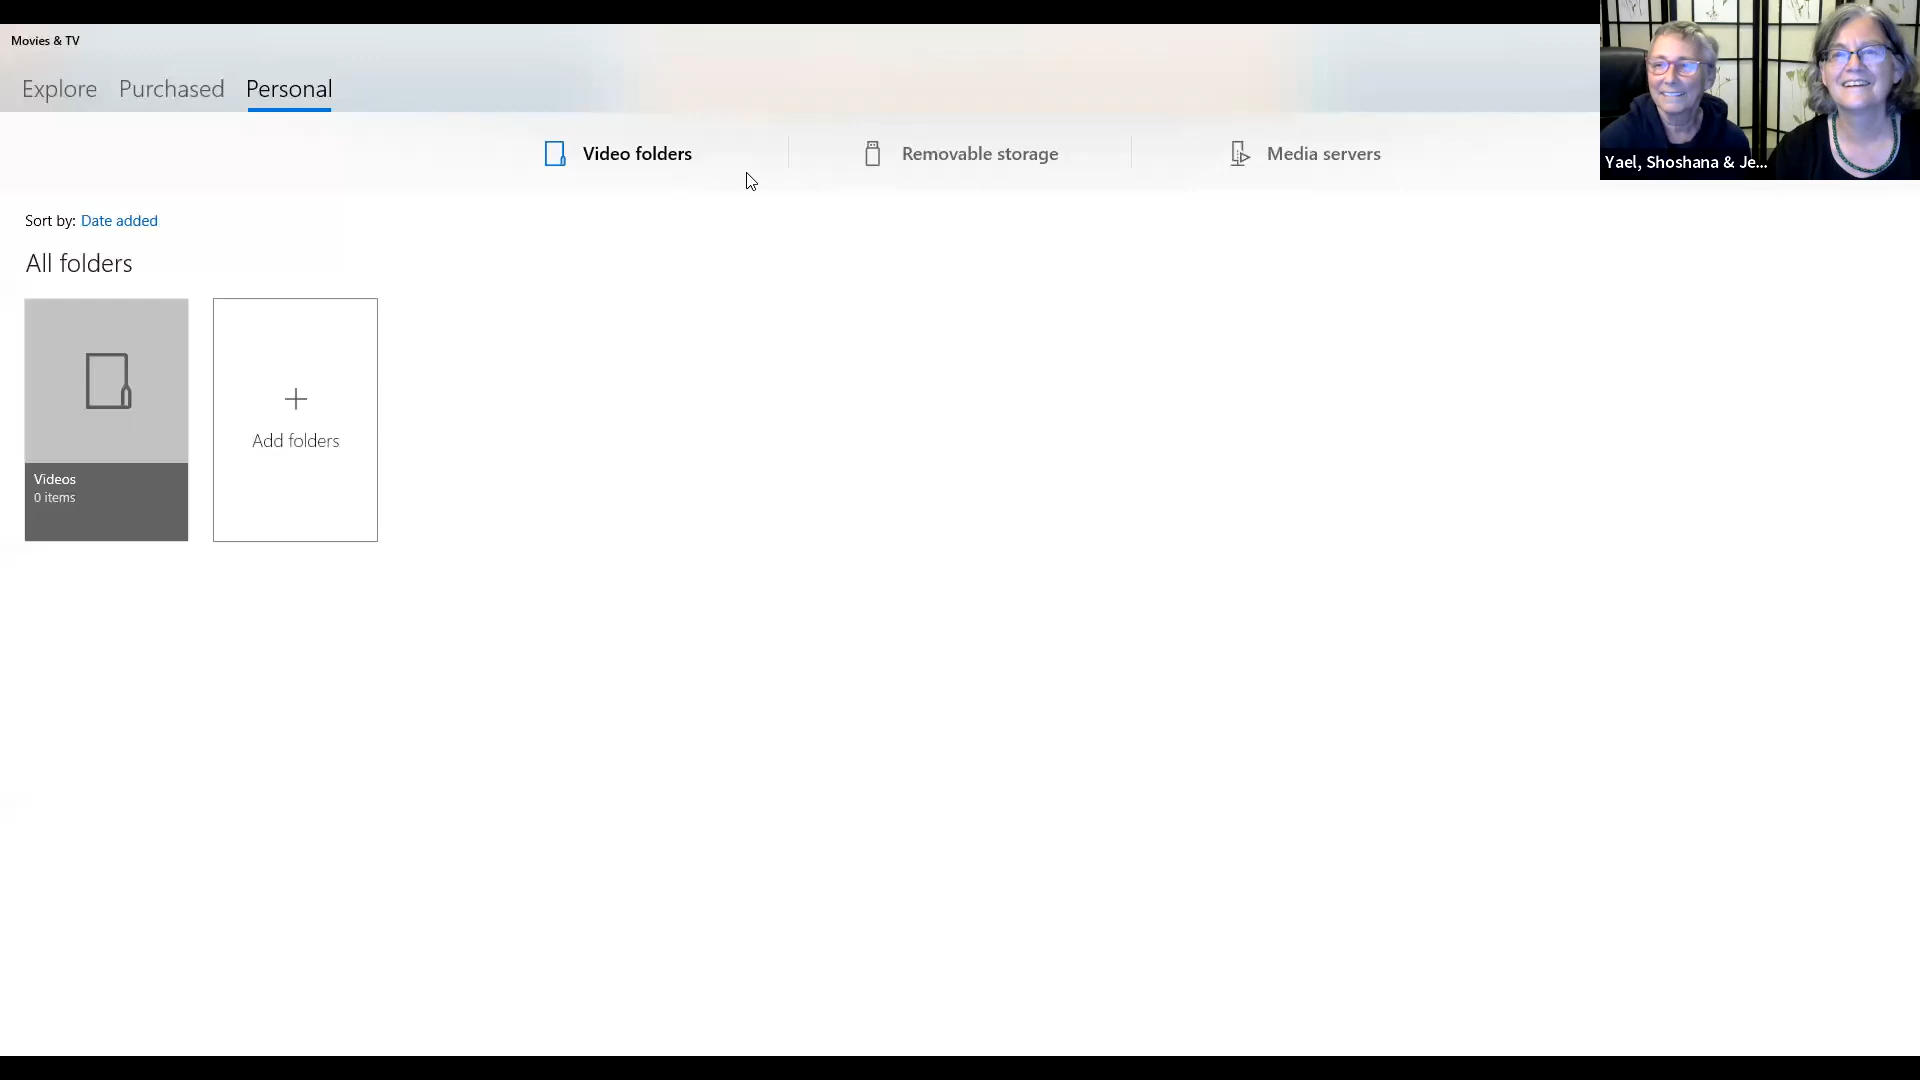 Movies & TV
Explore Purchased Personal
Video folders Removable storage Media servers
Yael, Shoshana & Je...
Sort by: Date added
All folders
Videos
0 items
Add folders